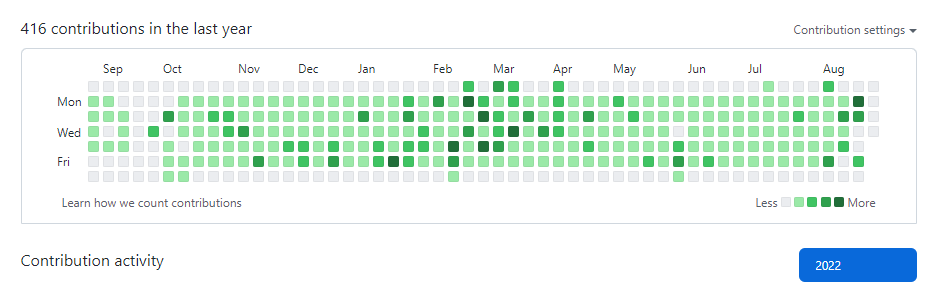 416 contributions in the last year
Contribution settings
Sep Oct Nov Dec Jan Feb Mar Apr May Jun Jul Aug
Mon
Wed
Fri
Learn how we count contributions
Less More
Contribution activity
2022